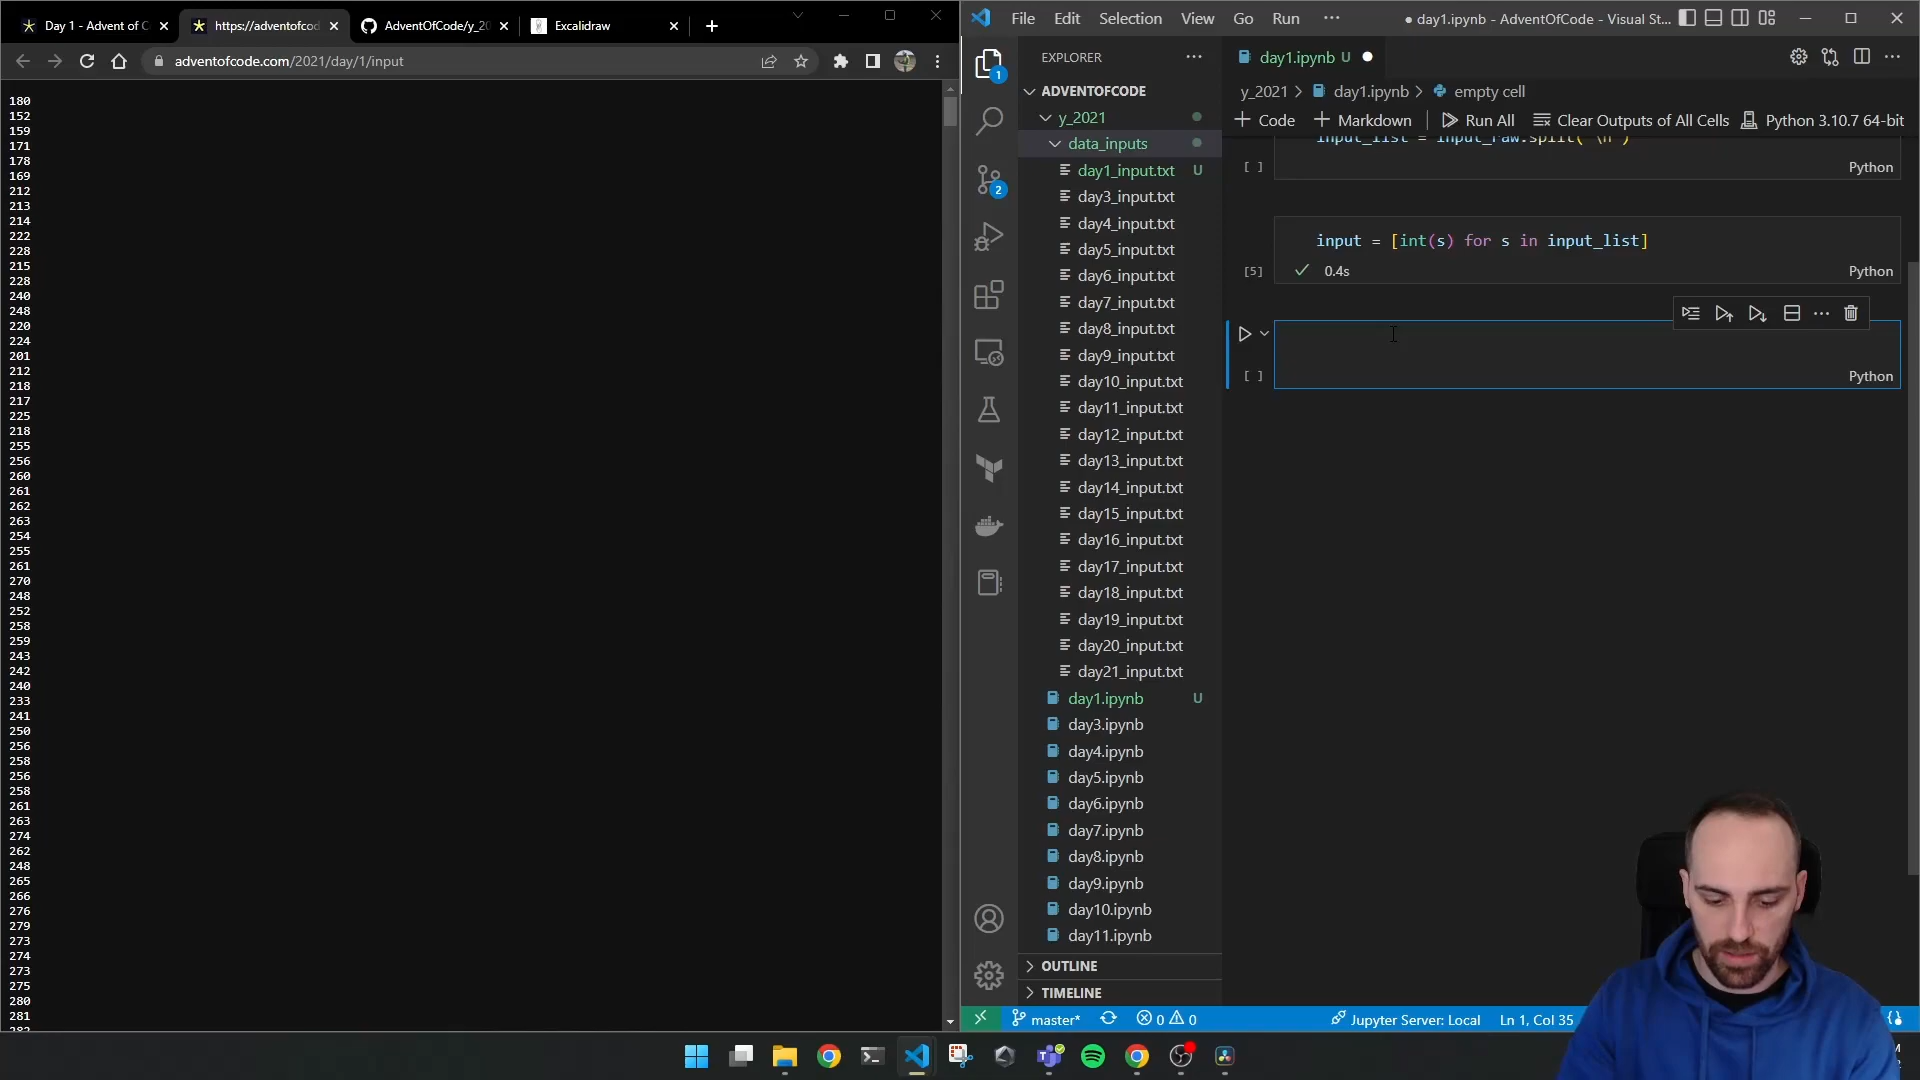 Day 1 - Advent of C
https://adventofcod
AdventOfCode/y_20
Excalidraw
adventofcode.com/2021/day/1/input
180
152
159
171
178
169
212
213
214
222
228
215
228
240
248
220
224
201
212
218
217
225
218
255
256
260
261
262
263
254
255
261
270
248
252
258
259
243
242
240
233
241
250
256
258
256
258
261
263
274
262
248
265
266
276
279
273
274
273
275
280
281
282
File Edit Selection View Go Run ···
● day1.ipynb - AdventOfCode - Visual St...
EXPLORER
ADVENTOFCODE
y_2021
data_inputs
day1_input.txt U
day3_input.txt
day4_input.txt
day5_input.txt
day6_input.txt
day7_input.txt
day8_input.txt
day9_input.txt
day10_input.txt
day11_input.txt
day12_input.txt
day13_input.txt
day14_input.txt
day15_input.txt
day16_input.txt
day17_input.txt
day18_input.txt
day19_input.txt
day20_input.txt
day21_input.txt
day1.ipynb U
day3.ipynb
day4.ipynb
day5.ipynb
day6.ipynb
day7.ipynb
day8.ipynb
day9.ipynb
day10.ipynb
day11.ipynb
OUTLINE
TIMELINE
1
2
day1.ipynb U ●
y_2021 > day1.ipynb > empty cell
+ Code + Markdown Run All Clear Outputs of All Cells Python 3.10.7 64-bit
input_list = input_raw.split("\n")
[ ] Python
input = [int(s) for s in input_list]
[5] ✓ 0.4s Python
[ ] Python
master* 0 0 Jupyter Server: Local Ln 1, Col 35